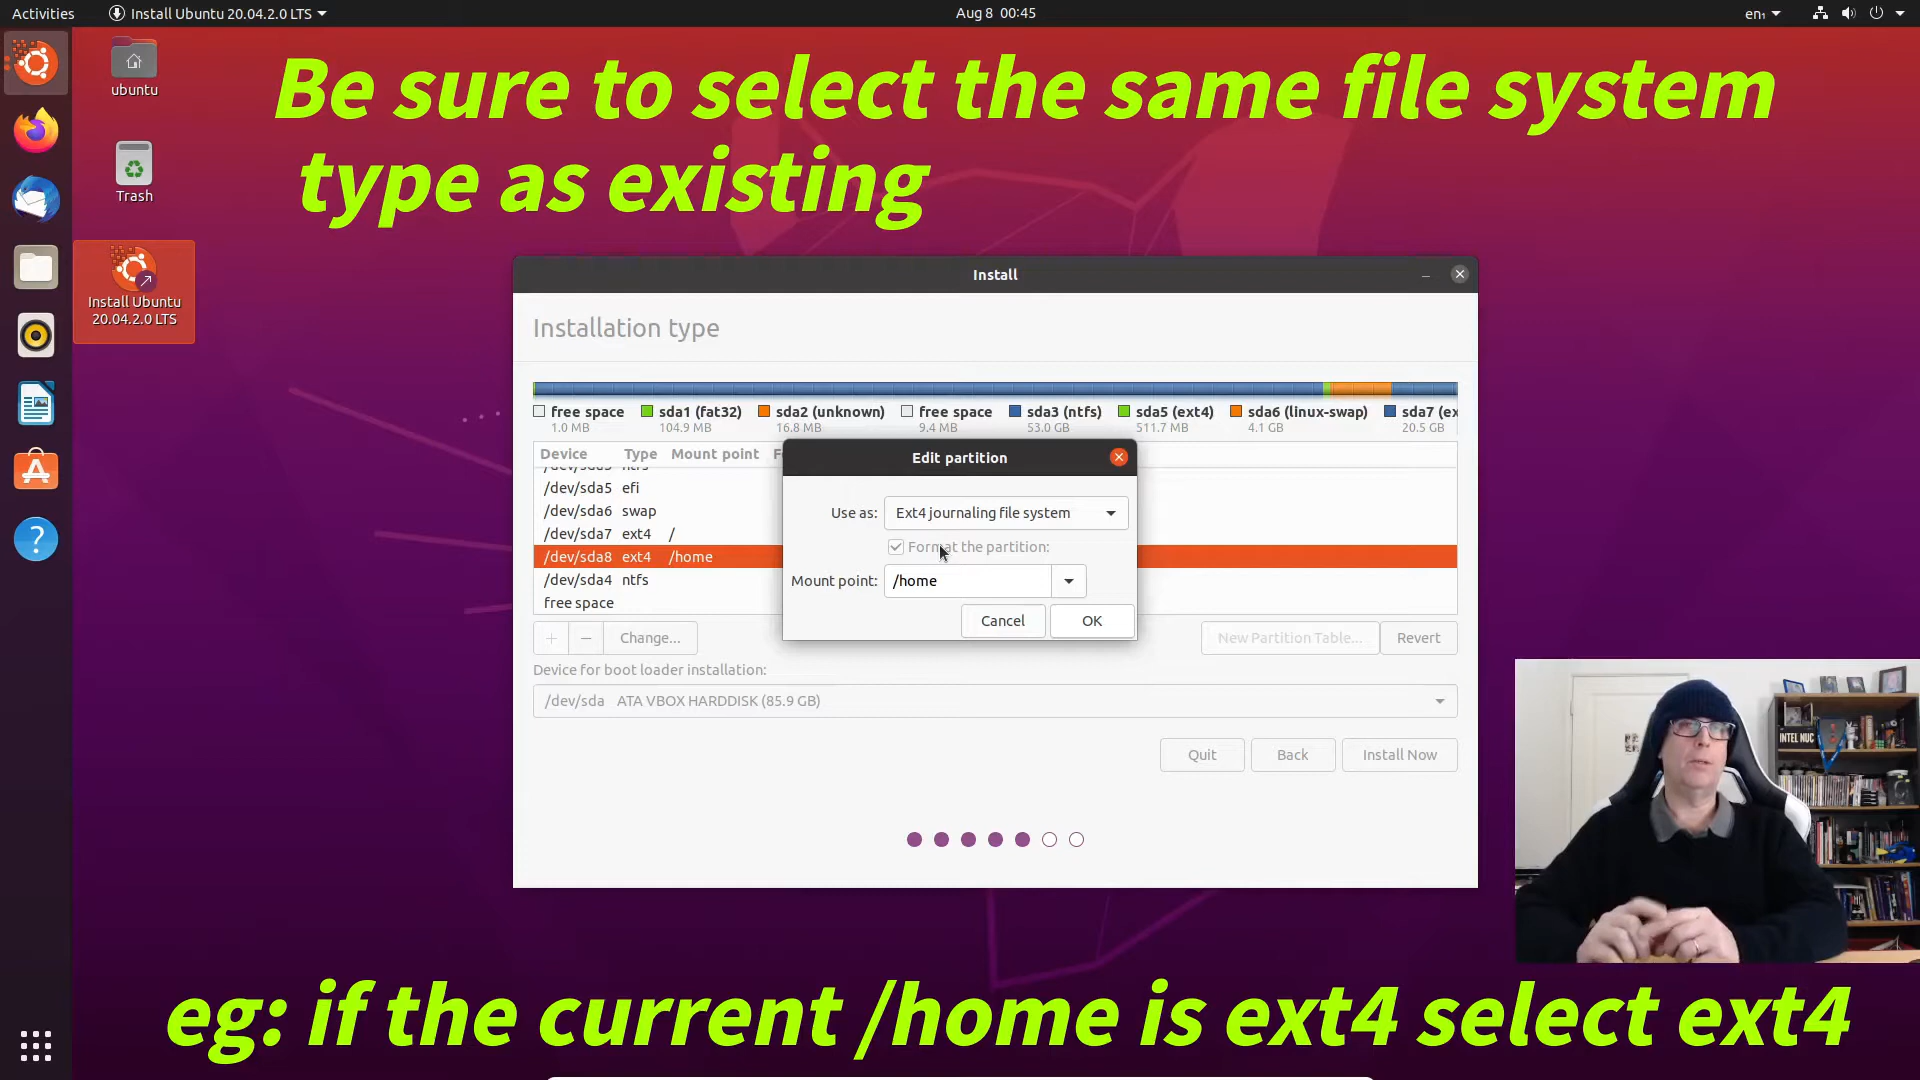 Activities
Install Ubuntu 20.04.2.0 LTS
Aug 8 00:45
en₁
Be sure to select the same file system
type as existing
ubuntu
Trash
Install Ubuntu
20.04.2.0 LTS
Install
Installation type
free space
1.0 MB
sda1 (fat32)
104.9 MB
sda2 (unknown)
16.8 MB
free space
9.4 MB
sda3 (ntfs)
53.0 GB
sda5 (ext4)
511.7 MB
sda6 (linux-swap)
4.1 GB
sda7 (ex
20.5 GB
Device Type Mount point F
/dev/sda5 efi
/dev/sda6 swap
/dev/sda7 ext4 /
/dev/sda8 ext4 /home
/dev/sda4 ntfs
free space
Edit partition
Use as: Ext4 journaling file system
Format the partition:
Mount point: /home
Cancel OK
+ − Change...
New Partition Table... Revert
Device for boot loader installation:
/dev/sda ATA VBOX HARDDISK (85.9 GB)
Quit Back Install Now
INTEL NUC
eg: if the current /home is ext4 select ext4